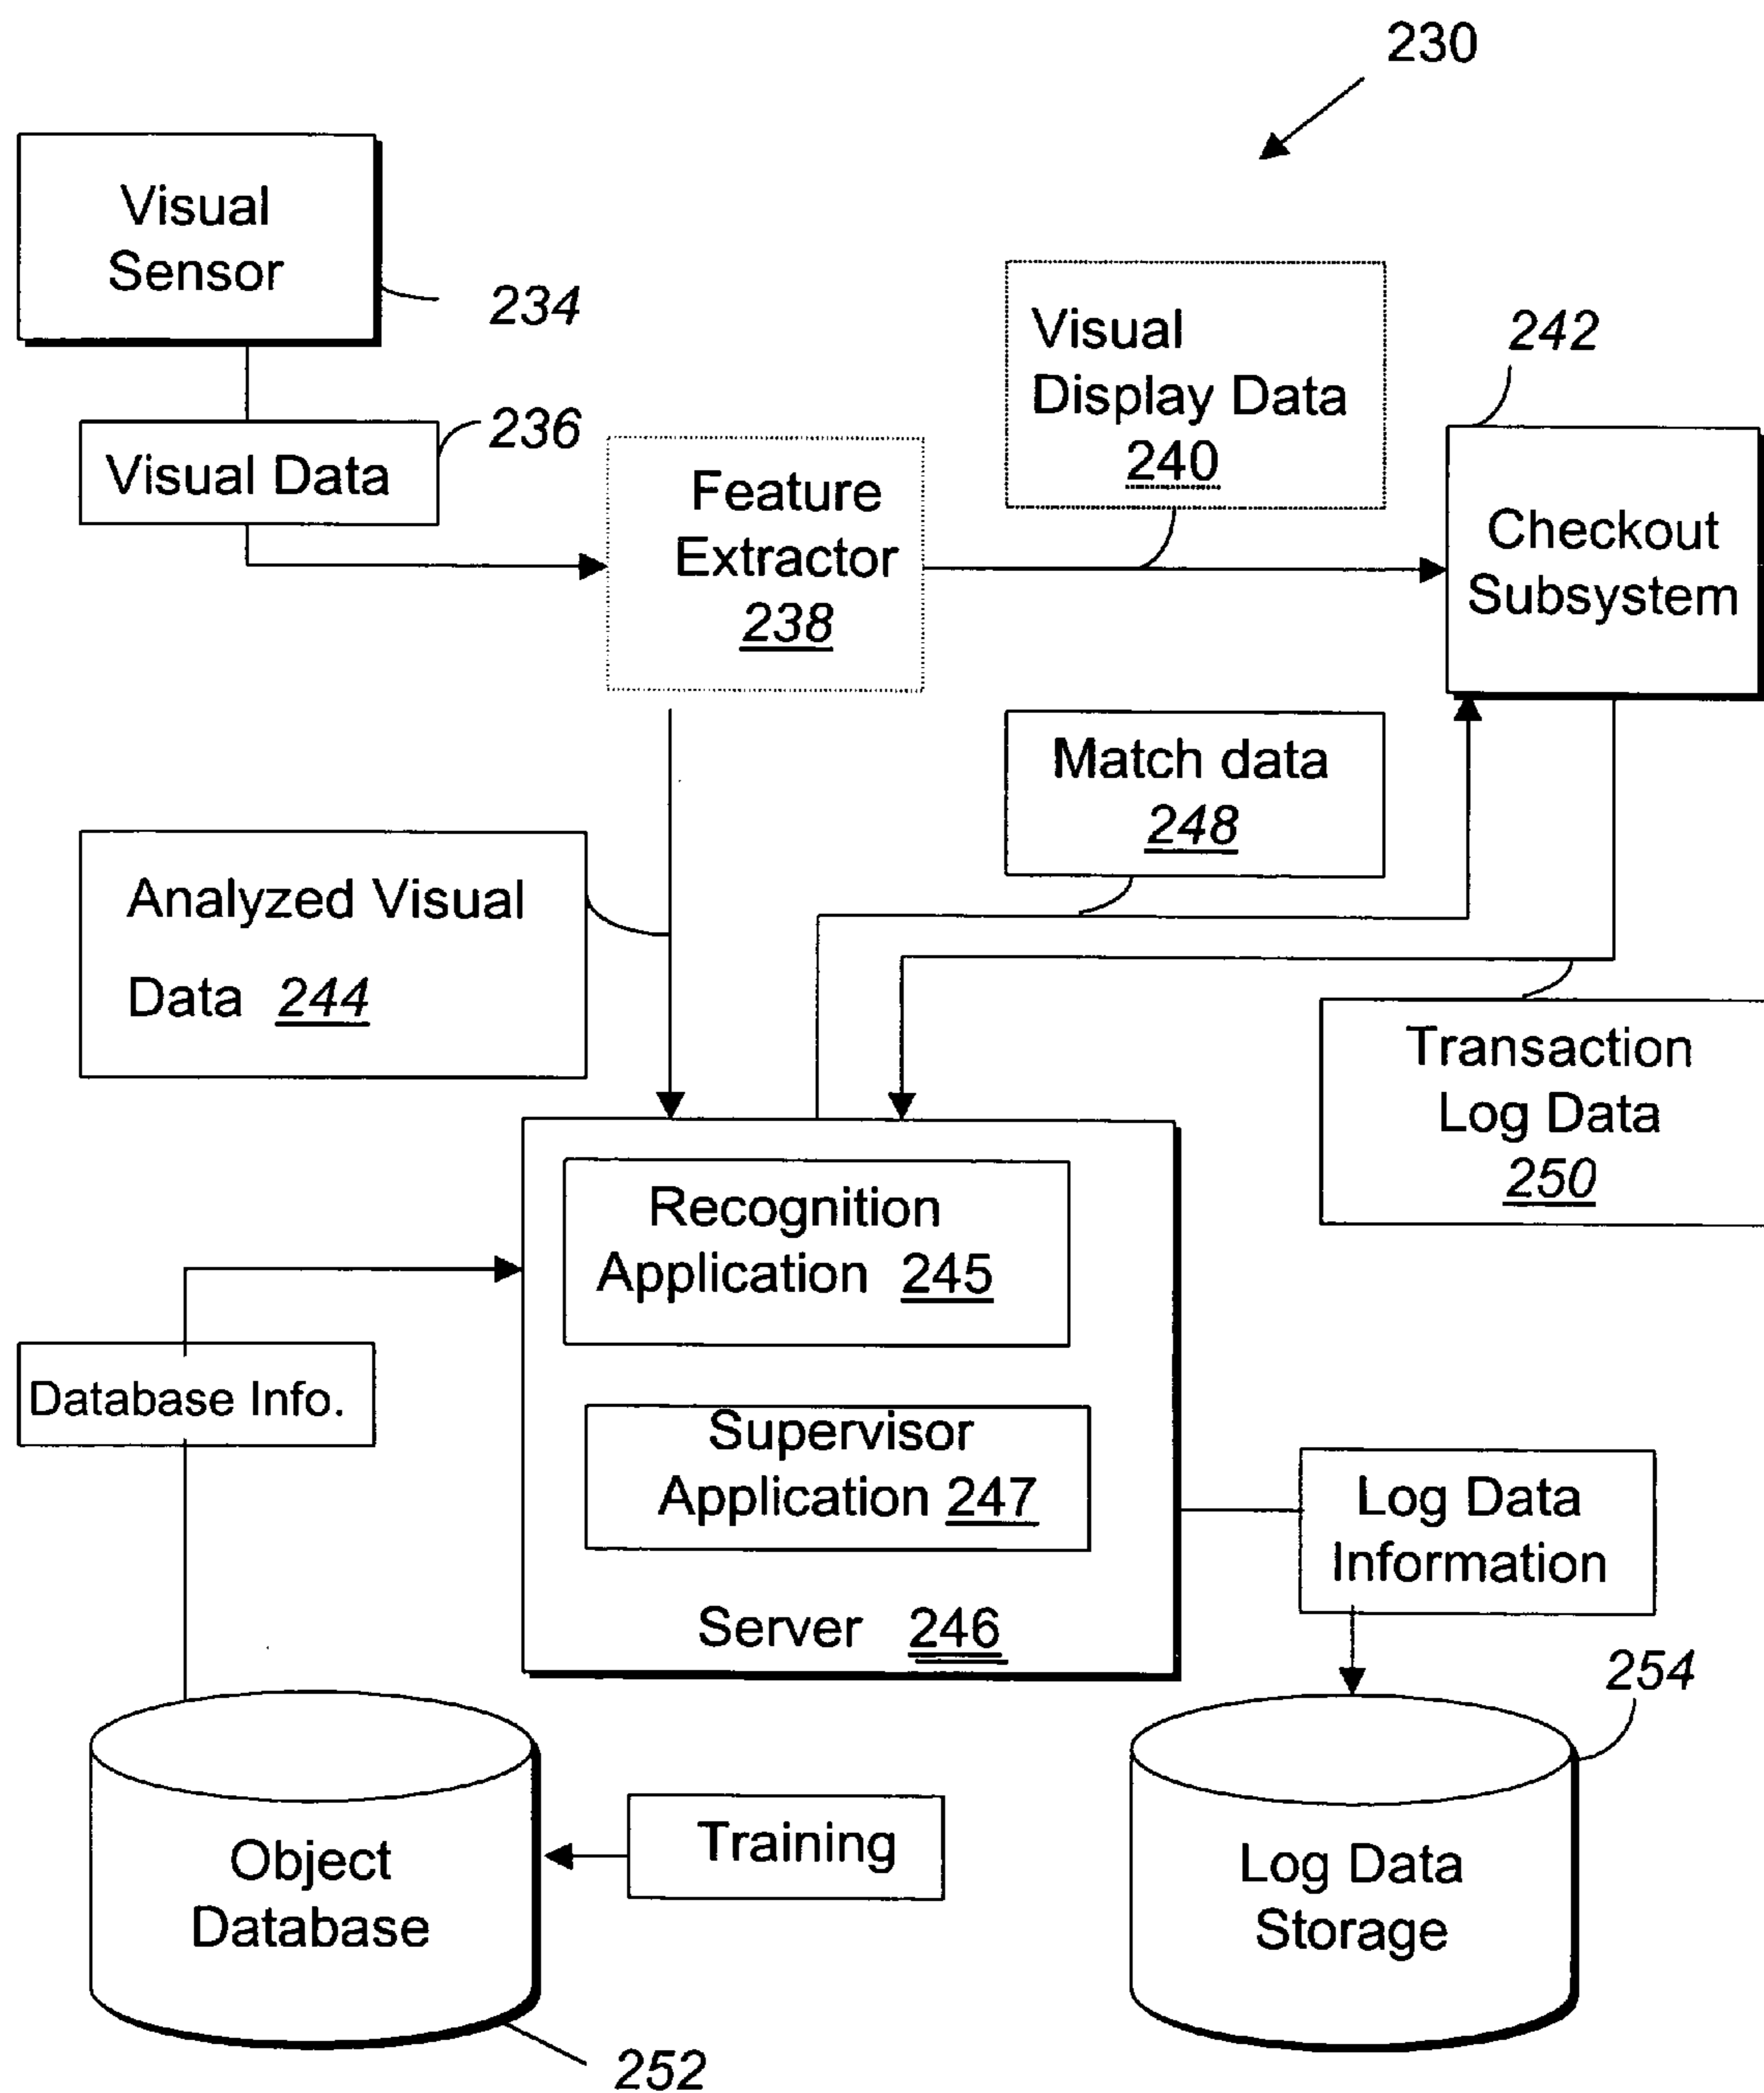 230
Visual
Sensor
234
236
Visual Data
Feature
Extractor
238
Visual
Display Data
240
242
Checkout
Subsystem
Match data
248
Analyzed Visual
Data 244
Transaction
Log Data
250
Recognition
Application 245
Database Info.
Supervisor
Application 247
Server 246
Log Data
Information
254
Object
Database
Training
Log Data
Storage
252